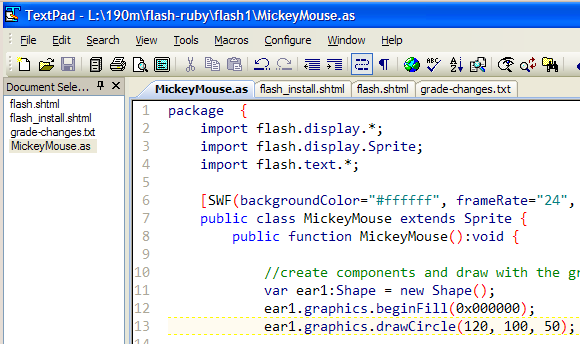 TextPad - L:\190m\flash-ruby\flash1\MickeyMouse.as
File Edit Search View Tools Macros Configure Window Help
Document Sele...
flash.shtml
flash_install.shtml
grade-changes.txt
MickeyMouse.as
MickeyMouse.as flash_install.shtml flash.shtml grade-changes.txt
1 package {
2 import flash.display.*;
3 import flash.display.Sprite;
4 import flash.text.*;
5
6 [SWF(backgroundColor="#ffffff", frameRate="24",
7 public class MickeyMouse extends Sprite {
8 public function MickeyMouse():void {
9
10 //create components and draw with the gr
11 var ear1:Shape = new Shape();
12 ear1.graphics.beginFill(0x000000);
13 ear1.graphics.drawCircle(120, 100, 50);